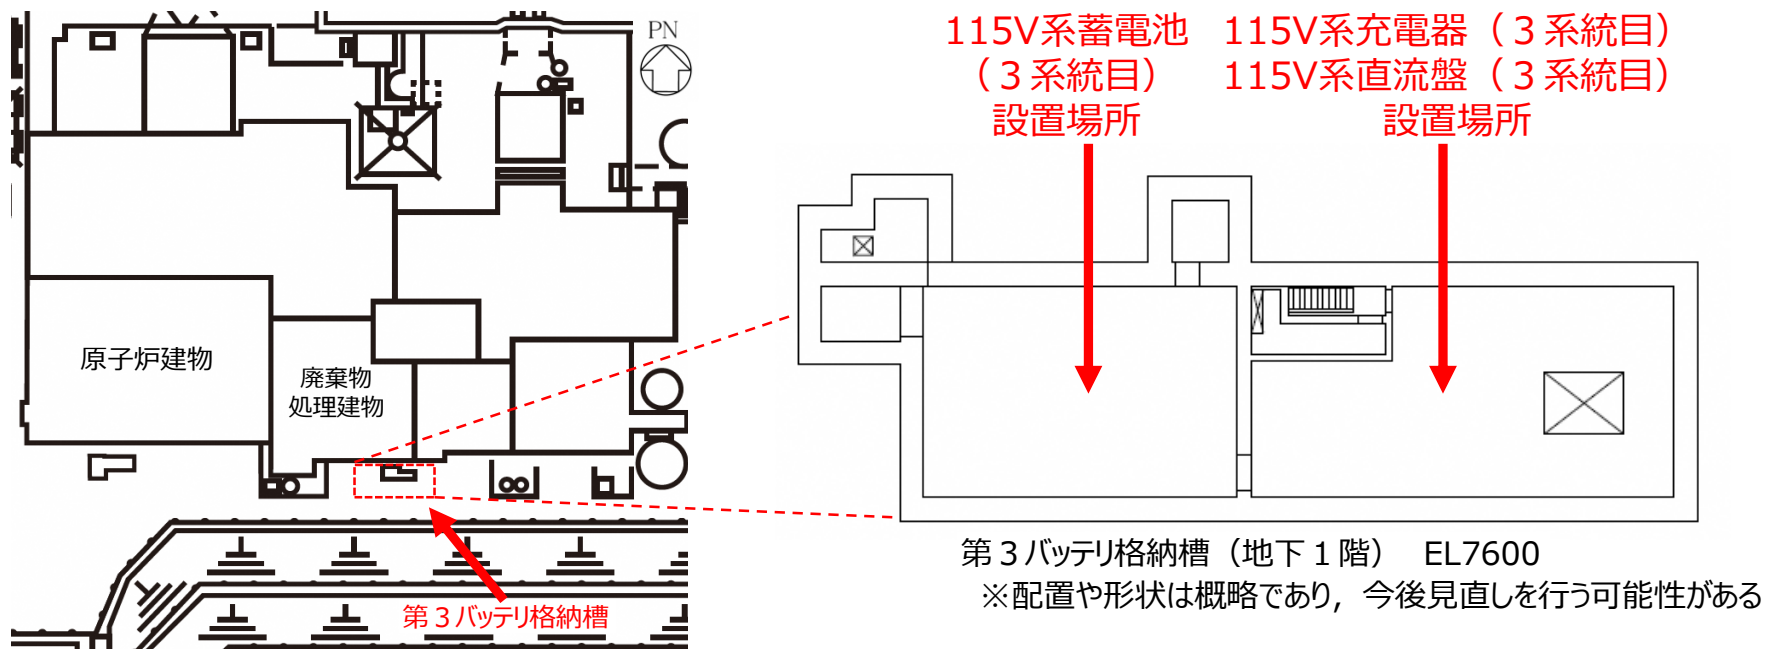 PN
原子炉建物
廃棄物
処理建物
第３バッテリ格納槽
115V系蓄電池
（３系統目）
設置場所
115V系充電器（３系統目）
115V系直流盤（３系統目）
設置場所
第３バッテリ格納槽（地下１階）　EL7600
※配置や形状は概略であり，今後見直しを行う可能性がある